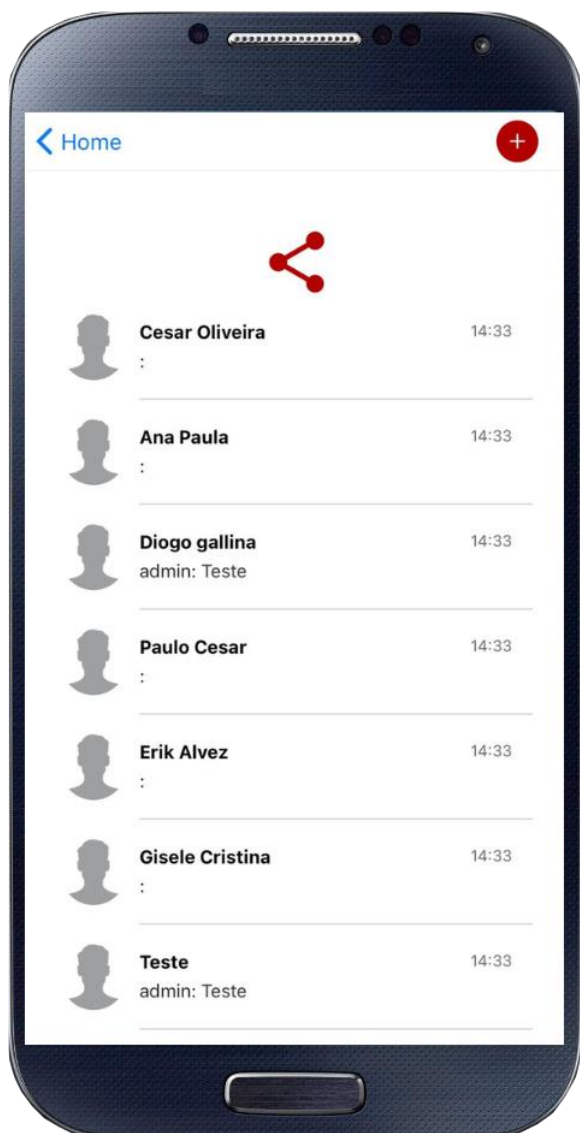 Home
+
Cesar Oliveira 14:33
:
Ana Paula 14:33
:
Diogo gallina 14:33
admin: Teste
Paulo Cesar 14:33
:
Erik Alvez 14:33
:
Gisele Cristina 14:33
:
Teste 14:33
admin: Teste